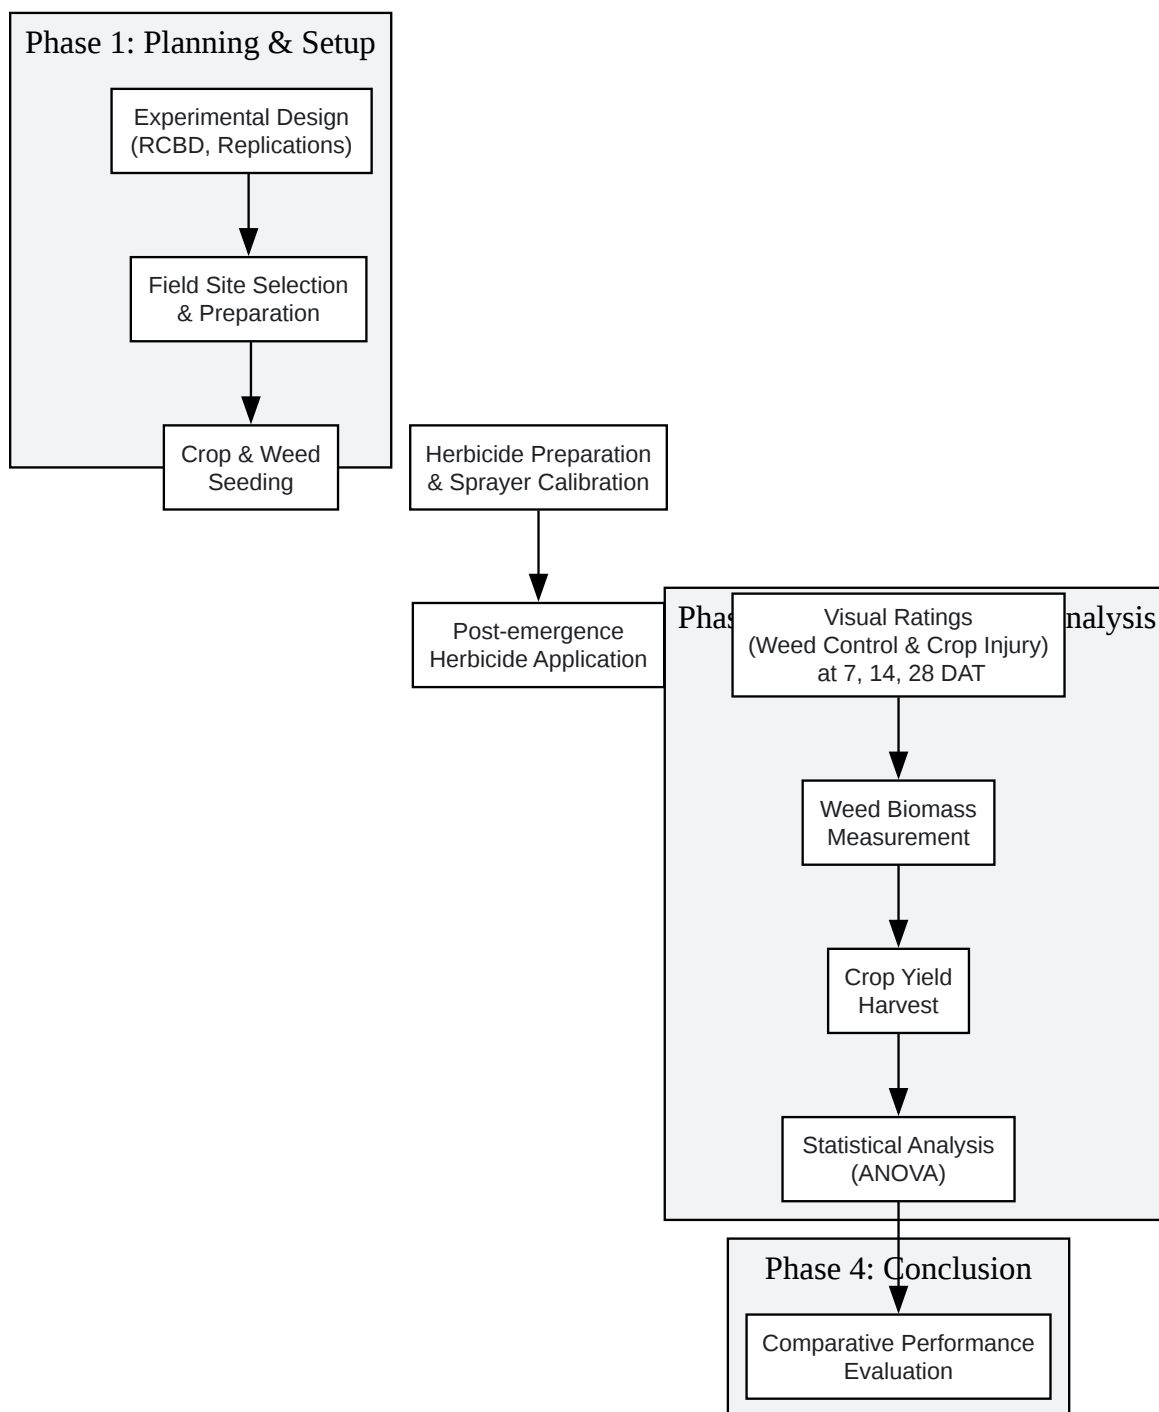 Phase 1: Planning & Setup
Experimental Design
(RCBD, Replications)
Field Site Selection
& Preparation
Crop & Weed
Seeding
Herbicide Preparation
& Sprayer Calibration
Post-emergence
Herbicide Application
Visual Ratings
(Weed Control & Crop Injury)
at 7, 14, 28 DAT
Weed Biomass
Measurement
Crop Yield
Harvest
Statistical Analysis
(ANOVA)
Phase 4: Conclusion
Comparative Performance
Evaluation